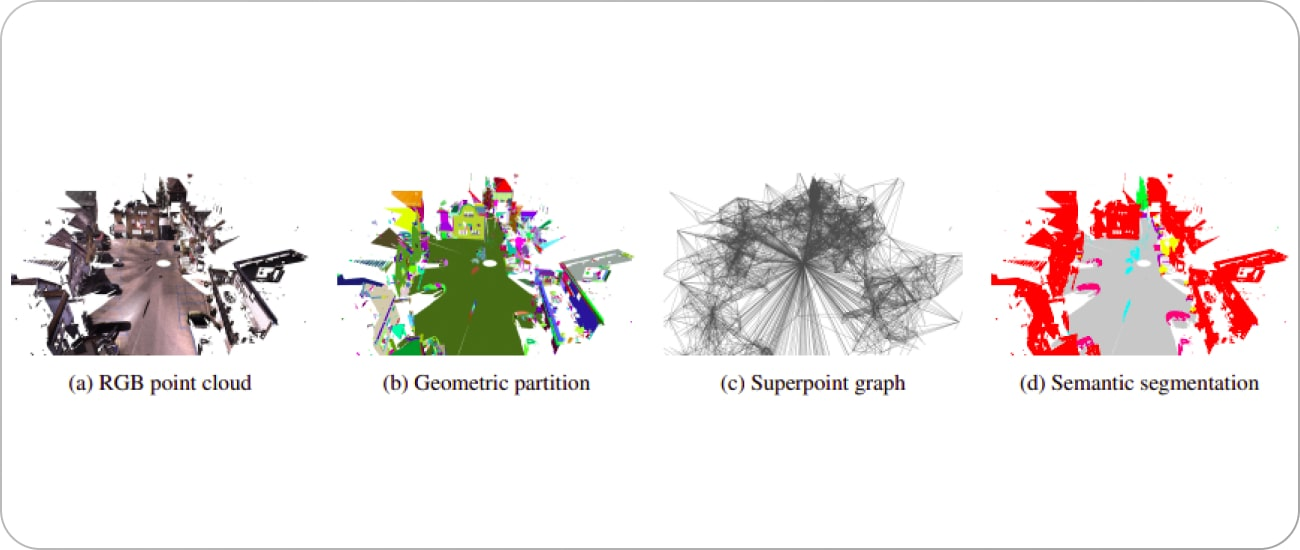 (a) RGB point cloud
(b) Geometric partition
(c) Superpoint graph
(d) Semantic segmentation